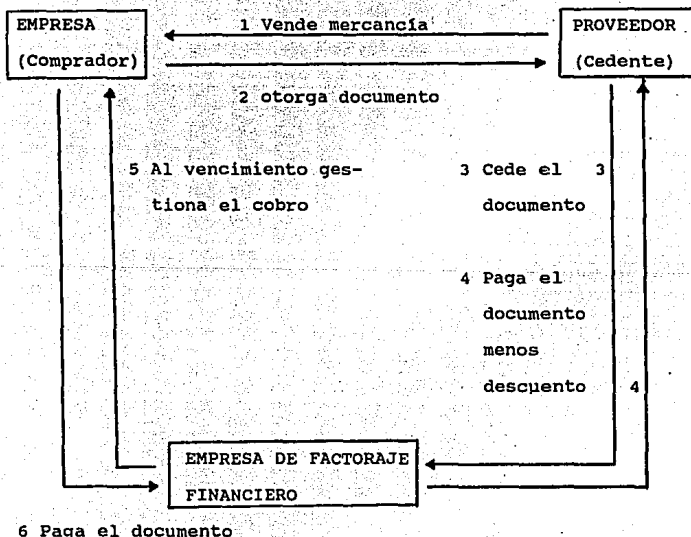 EMPRESA
(Comprador)
1 Vende mercancía
PROVEEDOR
(Cedente)
2 otorga documento
5 Al vencimiento ges-
tiona el cobro
3 Cede el 3
documento
4 Paga el
documento
menos
descuento 4
EMPRESA DE FACTORAJE
FINANCIERO
6 Paga el documento